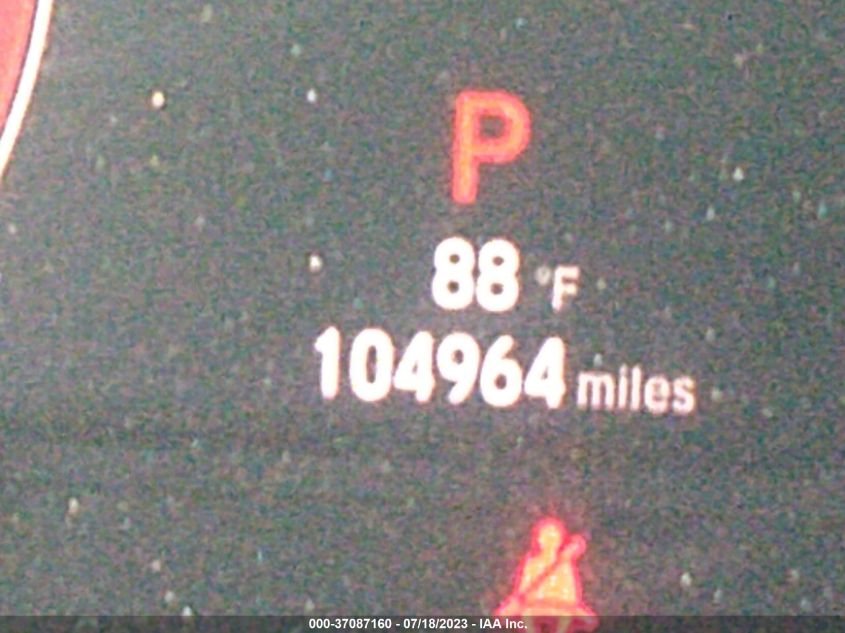 P
88 °F
104964 miles
000-37087160 - 07/18/2023 - IAA Inc.